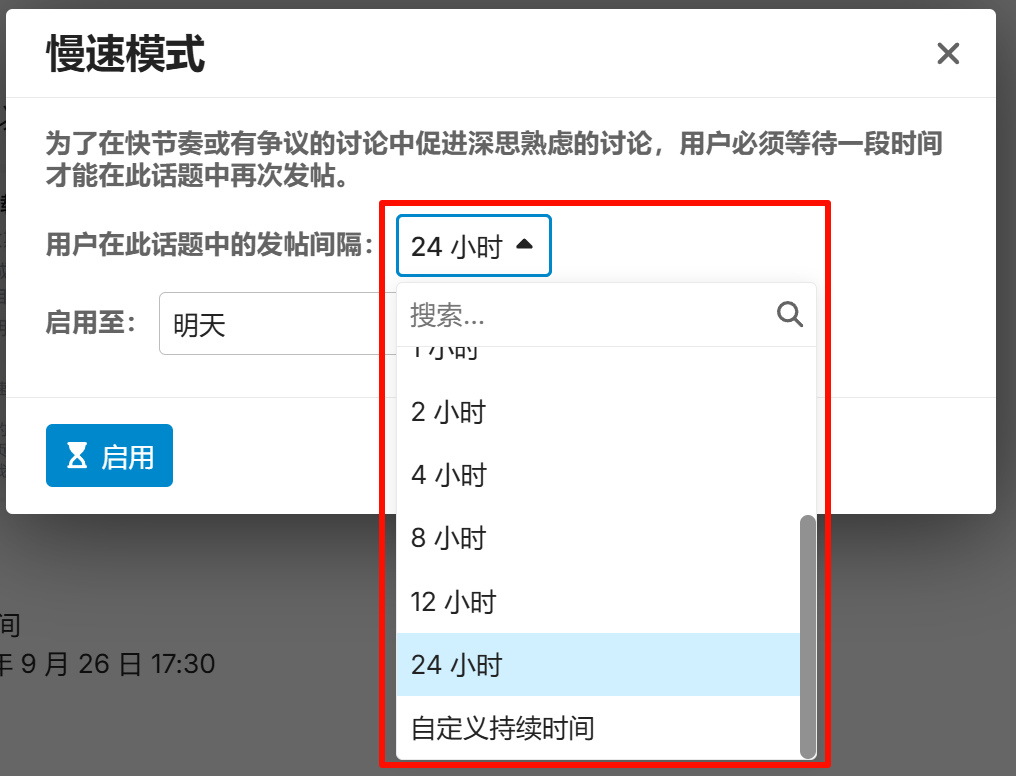 慢速模式
为了在快节奏或有争议的讨论中促进深思熟虑的讨论，用户必须等待一段时间
才能在此话题中再次发帖。
用户在此话题中的发帖间隔：
24 小时
启用至：
明天
搜索...
1 小时
2 小时
4 小时
8 小时
12 小时
24 小时
自定义持续时间
启用
间
年 9 月 26 日 17:30